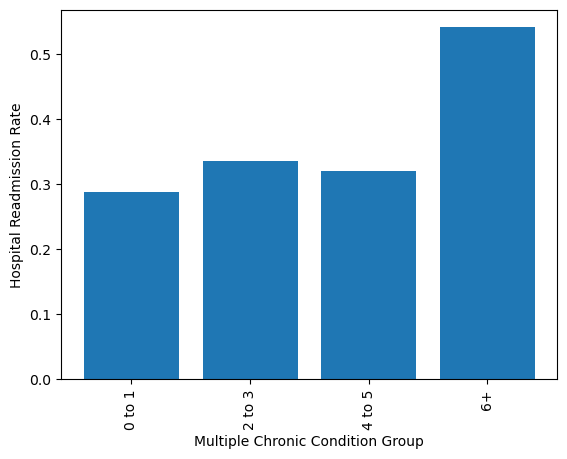 Hospital Readmission Rate
0.5
0.4
0.3
0.2
0.1
0.0
0 to 1
2 to 3
4 to 5
6+
Multiple Chronic Condition Group